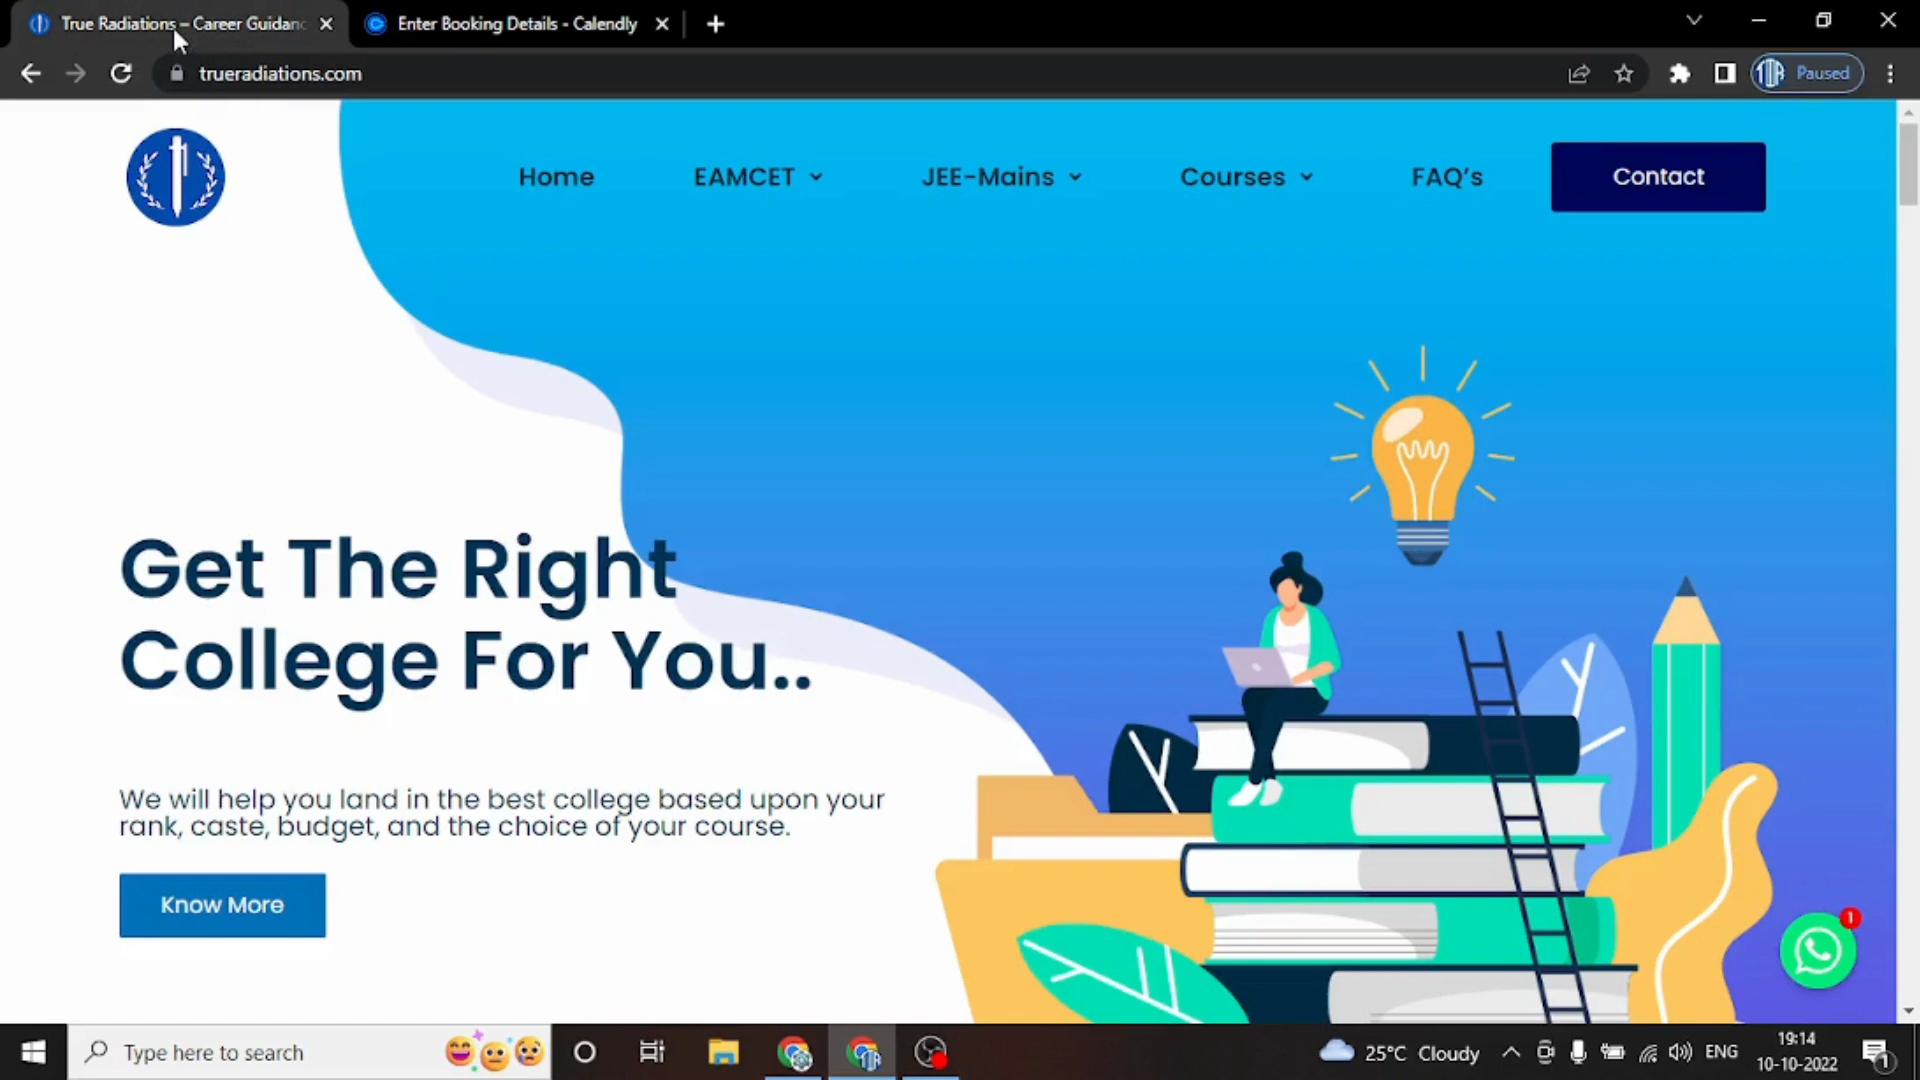 True Radiations – Career Guidanc
Enter Booking Details - Calendly
trueradiations.com
Paused
Home
EAMCET
JEE-Mains
Courses
FAQ's
Contact
Get The Right
College For You..
We will help you land in the best college based upon your
rank, caste, budget, and the choice of your course.
Know More
1
Type here to search
25°C Cloudy
ENG
19:14
10-10-2022
1